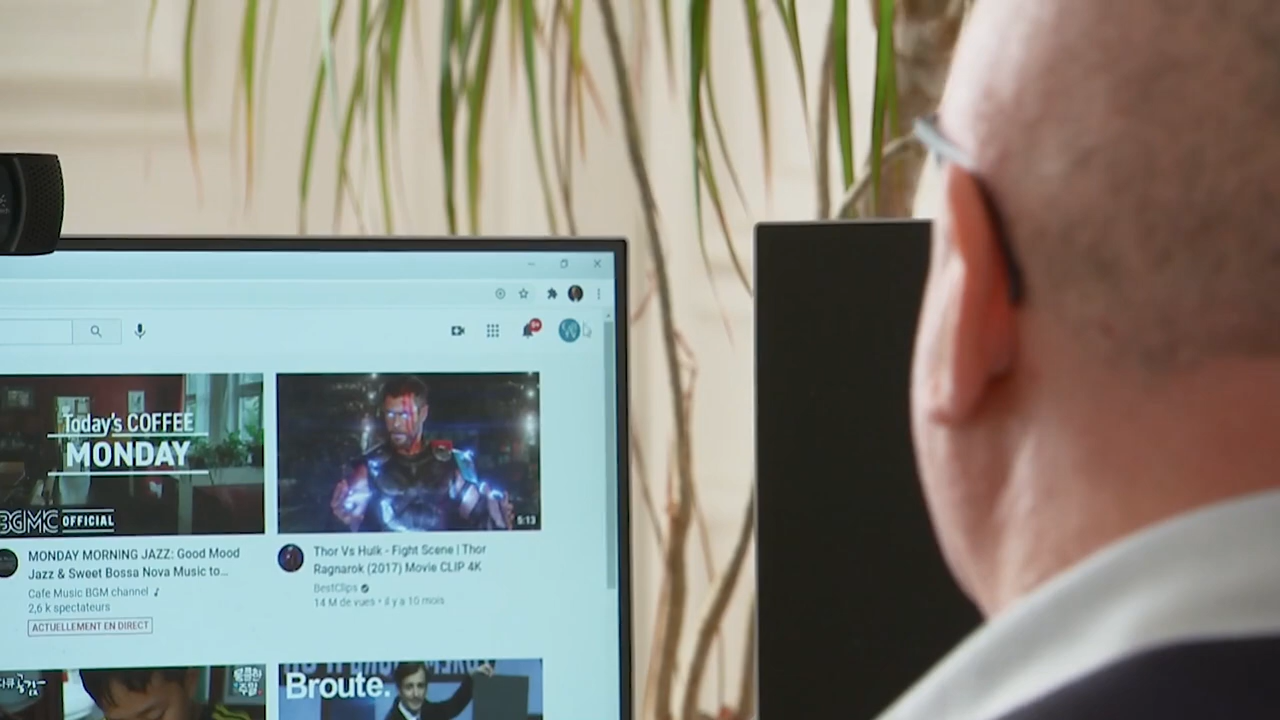 Today's COFFEE
MONDAY
BGMC OFFICIAL
5:13
MONDAY MORNING JAZZ: Good Mood
Jazz & Sweet Bossa Nova Music to...
Cafe Music BGM channel
2,6 k spectateurs
ACTUELLEMENT EN DIRECT
Thor Vs Hulk - Fight Scene | Thor
Ragnarok (2017) Movie CLIP 4K
BestClips
14 M de vues • il y a 10 mois
9+
Broute.